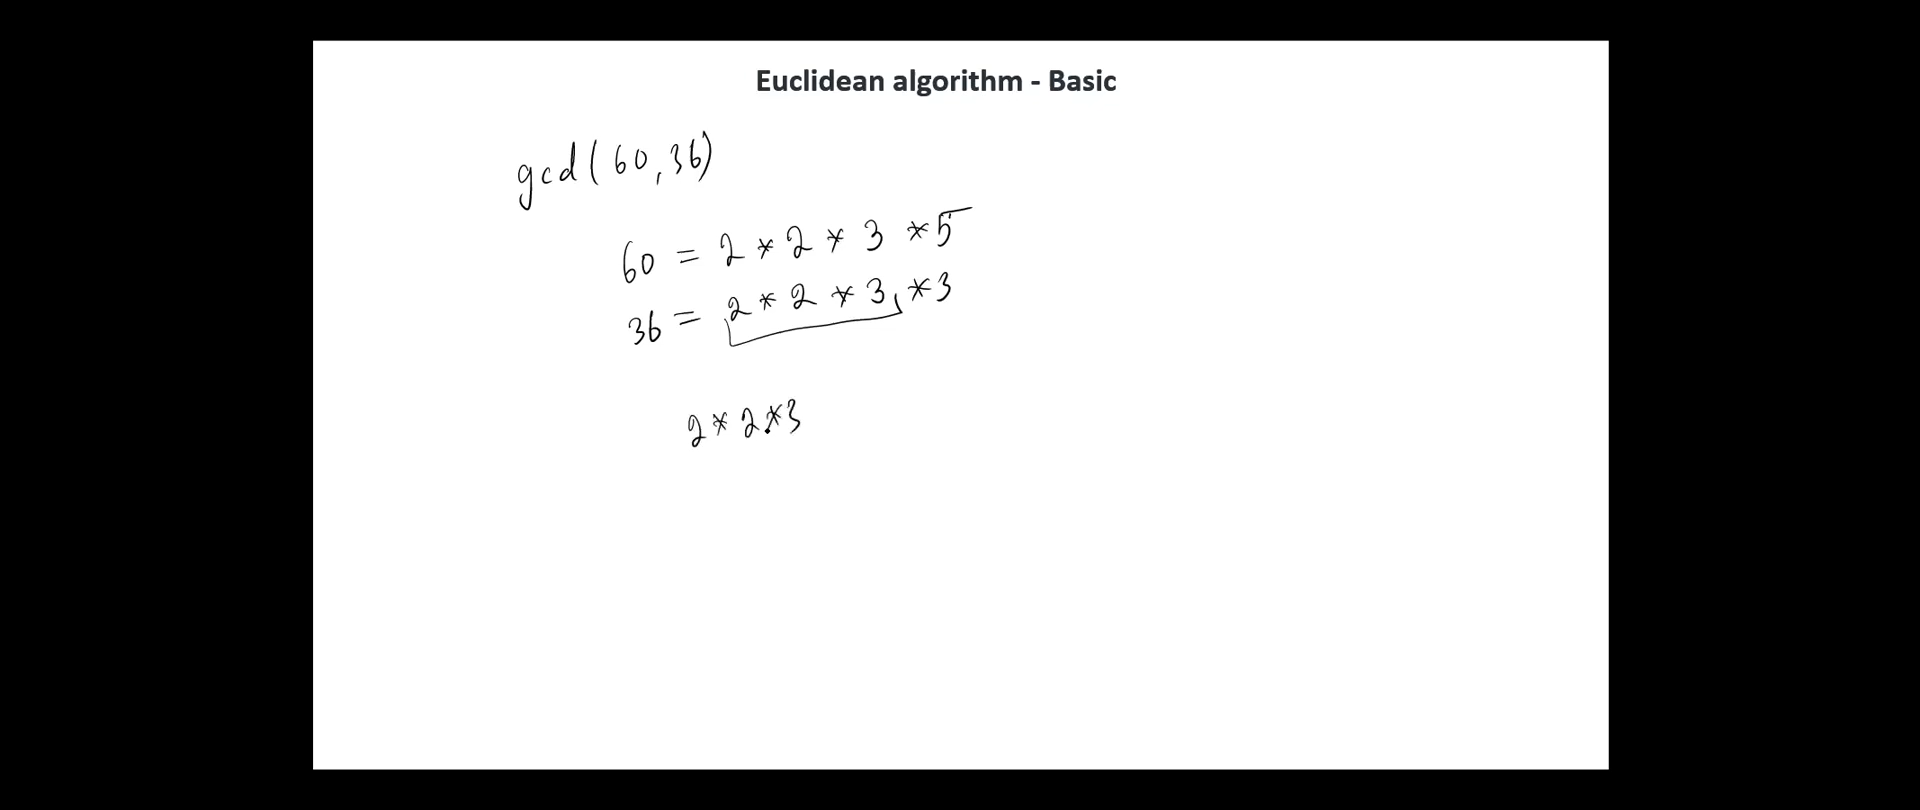 Euclidean algorithm - Basic
gcd(60,36)
60 = 2 * 2 * 3 * 5
36 = 2 * 2 * 3 * 3
2 * 2 * 3